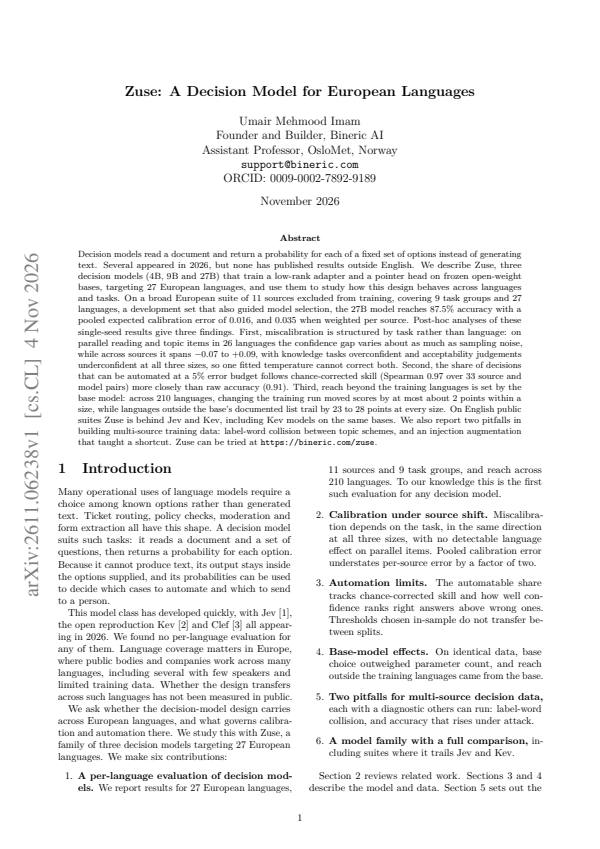 Zuse: A Decision Model for European Languages
Umair Mehmood Imam
Founder and Builder, Bineric AI
Assistant Professor, OsloMet, Norway
support@bineric.com
ORCID: 0009-0002-7892-9189
November 2026
Abstract
Decision models read a document and return a probability for each of a fixed set of options instead of generating
text. Several appeared in 2026, but none has published results outside English. We describe Zuse, three
decision models (4B, 9B and 27B) that train a low-rank adapter and a pointer head on frozen open-weight
bases, targeting 27 European languages, and use them to study how this design behaves across languages
and tasks. On a broad European suite of 11 sources excluded from training, covering 9 task groups and 27
languages, a development set that also guided model selection, the 27B model reaches 87.5% accuracy with a
pooled expected calibration error of 0.016, and 0.035 when weighted per source. Post-hoc analyses of these
single-seed results give three findings. First, miscalibration is structured by task rather than language: on
parallel reading and topic items in 26 languages the confidence gap varies about as much as sampling noise,
while across sources it spans −0.07 to +0.09, with knowledge tasks overconfident and acceptability judgements
underconfident at all three sizes, so one fitted temperature cannot correct both. Second, the share of
decisions that can be automated at a 5% error budget follows chance-corrected skill (Spearman 0.97 over 33 source and
model pairs) more closely than raw accuracy (0.91). Third, reach beyond the training languages is set by the
base model: across 210 languages, changing the training run moved scores by at most about 2 points within a
size, while languages outside the base's documented list trail by 23 to 28 points at every size. On English public
suites Zuse is behind Jev and Kev, including Kev models on the same bases. We also report two pitfalls in
building multi-source training data: label-word collision between topic schemes, and an injection augmentation
that taught a shortcut. Zuse can be tried at https://bineric.com/zuse.
arXiv:2611.06238v1 [cs.CL] 4 Nov 2026
1 Introduction
Many operational uses of language models require a
choice among known options rather than generated
text. Ticket routing, policy checks, moderation and
form extraction all have this shape. A decision model
suits such tasks: it reads a document and a set of
questions, then returns a probability for each option.
Because it cannot produce text, its output stays inside
the options supplied, and its probabilities can be used
to decide which cases to automate and which to send
to a person.
This model class has developed quickly, with Jev [1],
the open reproduction Kev [2] and Clef [3] all appear-
ing in 2026. We found no per-language evaluation for
any of them. Language coverage matters in Europe,
where public bodies and companies work across many
languages, including several with few speakers and
limited training data. Whether the design transfers
across such languages has not been measured in public.
We ask whether the decision-model design carries
across European languages, and what governs calibra-
tion and automation there. We study this with Zuse, a
family of three decision models targeting 27 European
languages. We make six contributions:
1. A per-language evaluation of decision mod-
els. We report results for 27 European languages,
11 sources and 9 task groups, and reach across
210 languages. To our knowledge this is the first
such evaluation for any decision model.
2. Calibration under source shift. Miscalibra-
tion depends on the task, in the same direction
at all three sizes, with no detectable language
effect on parallel items. Pooled calibration error
understates per-source error by a factor of two.
3. Automation limits. The automatable share
tracks chance-corrected skill and how well con-
fidence ranks right answers above wrong ones.
Thresholds chosen in-sample do not transfer be-
tween splits.
4. Base-model effects. On identical data, base
choice outweighed parameter count, and reach
outside the training languages came from the base.
5. Two pitfalls for multi-source decision data,
each with a diagnostic others can run: label-word
collision, and accuracy that rises under attack.
6. A model family with a full comparison, in-
cluding suites where it trails Jev and Kev.
Section 2 reviews related work. Sections 3 and 4
describe the model and data. Section 5 sets out the
1